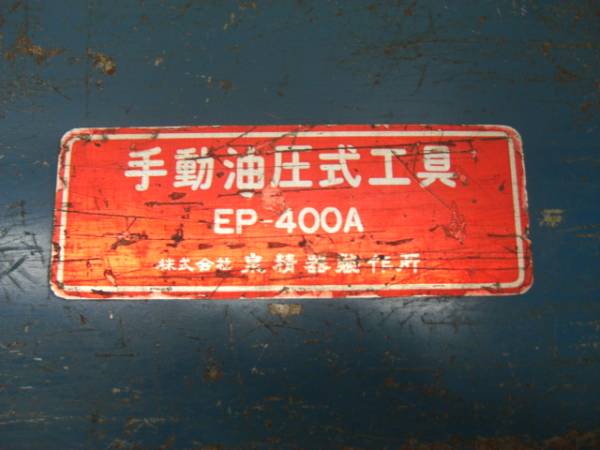 手動油圧式工具
EP-400A
株式会社 泉精器製作所